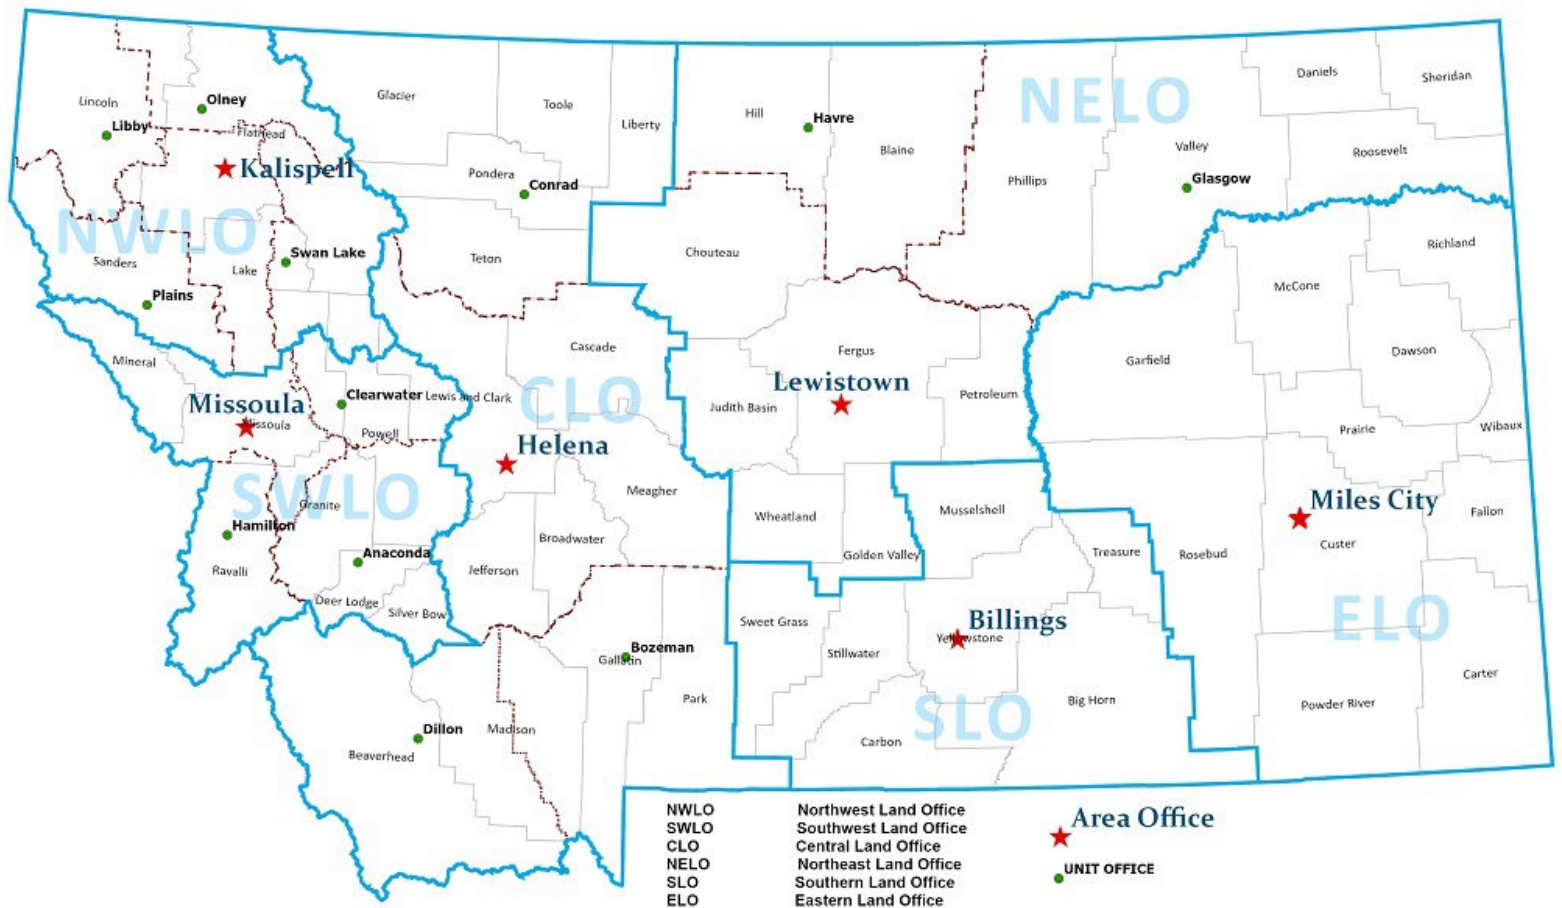 Lincoln
Libby
Olney
Flathead
Kalispell
NWLO
Sanders
Lake
Swan Lake
Plains
Glacier
Toole
Liberty
Pondera
Conrad
Teton
Hill
Havre
Blaine
Chouteau
Phillips
NELO
Valley
Glasgow
Daniels
Sheridan
Roosevelt
Richland
McCone
Dawson
Garfield
Wibaux
Prairie
Mineral
Missoula
Missoula
Clearwater
Powell
Lewis and Clark
Cascade
CLO
Helena
SWLO
Granite
Hamilton
Ravalli
Anaconda
Deer Lodge
Silver Bow
Jefferson
Broadwater
Meagher
Fergus
Lewistown
Judith Basin
Petroleum
Wheatland
Golden Valley
Musselshell
Treasure
Rosebud
Miles City
Custer
Fallon
ELO
Carter
Powder River
Sweet Grass
Stillwater
Billings
Yellowstone
Big Horn
SLO
Carbon
Bozeman
Gallatin
Park
Madison
Dillon
Beaverhead
NWLO Northwest Land Office
SWLO Southwest Land Office
CLO Central Land Office
NELO Northeast Land Office
SLO Southern Land Office
ELO Eastern Land Office
Area Office
UNIT OFFICE